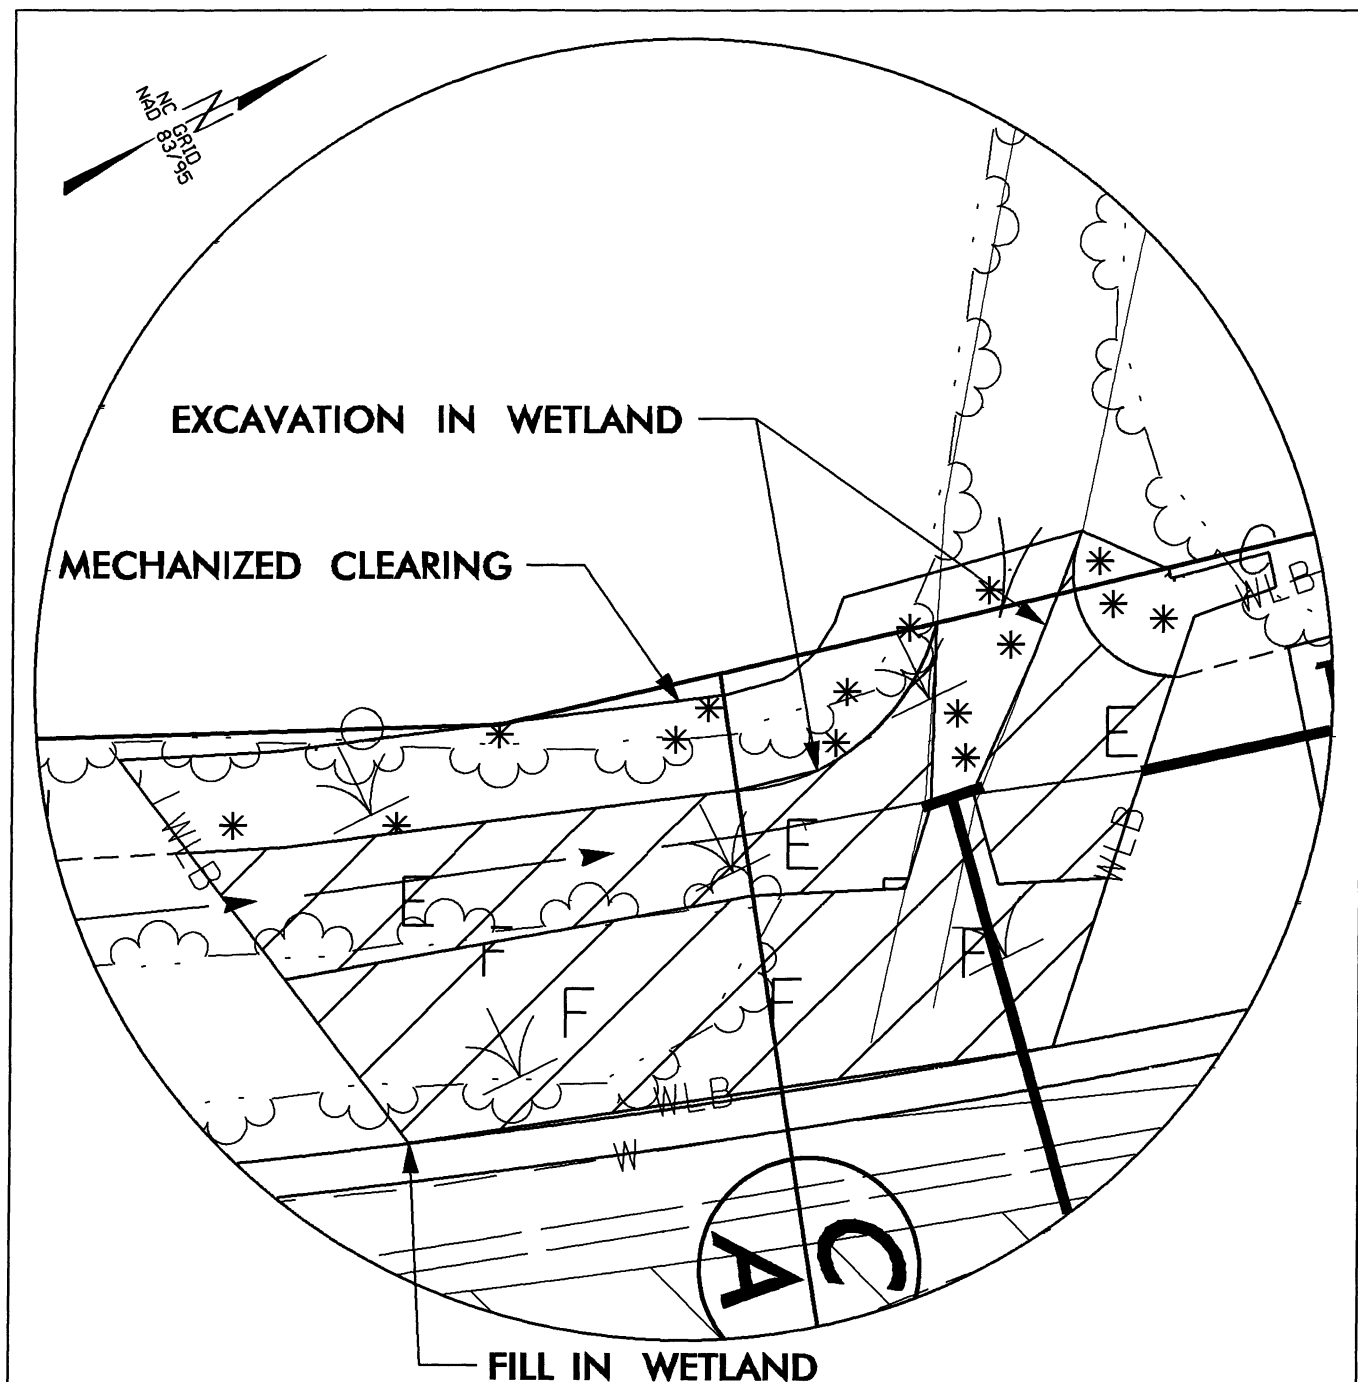 N
NC GRID
NAD 83/95
EXCAVATION IN WETLAND
MECHANIZED CLEARING
C
WLB
E
WLB
E
WLB
E
F
F
F
F
WLB
W
C
A
FILL IN WETLAND